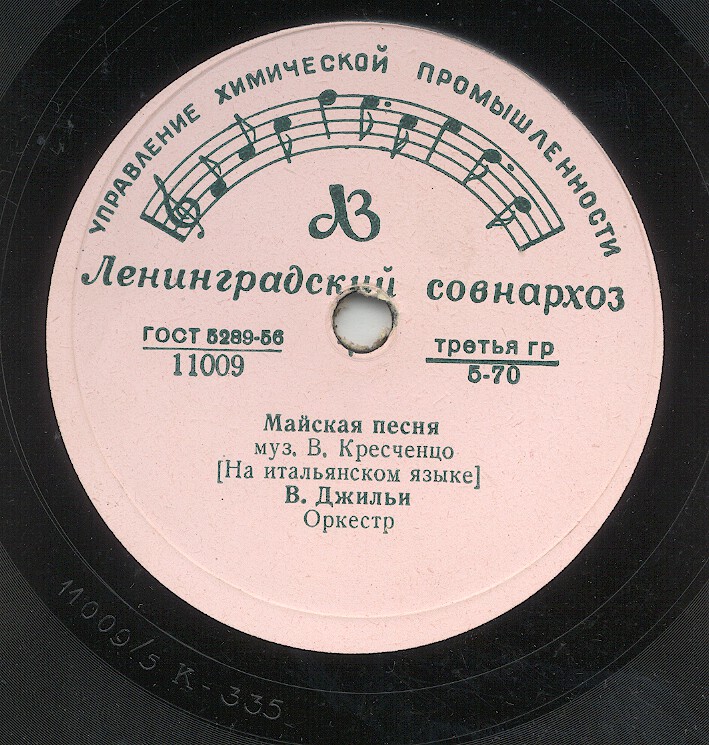 УПРАВЛЕНИЕ ХИМИЧЕСКОЙ ПРОМЫШЛЕННОСТИ
ЛЗ
Ленинградский совнархоз
ГОСТ 5289-56
11009
третья гр
5-70
Майская песня
муз. В. Кресченцо
[На итальянском языке]
В. Джильи
Оркестр
11009/5 К-335